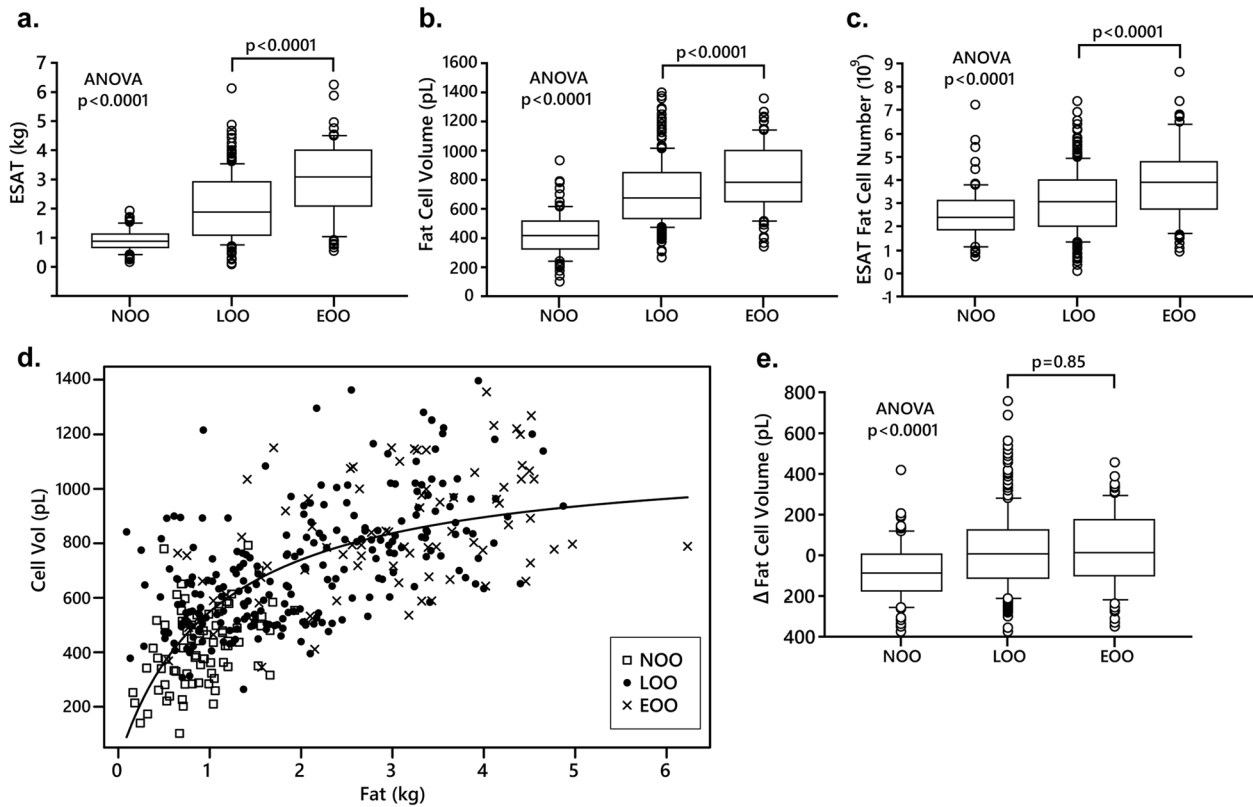 a.
p<0.0001
ANOVA
p<0.0001
ESAT (kg)
7
6
5
4
3
2
1
0
NOO
LOO
EOO
b.
p<0.0001
ANOVA
p<0.0001
Fat Cell Volume (pL)
1600
1400
1200
1000
800
600
400
200
0
NOO
LOO
EOO
c.
p<0.0001
ANOVA
p<0.0001
ESAT Fat Cell Number (10⁹)
9
8
7
6
5
4
3
2
1
0
-1
NOO
LOO
EOO
d.
Cell Vol (pL)
1400
1200
1000
800
600
400
200
0
1
2
3
4
5
6
Fat (kg)
NOO
LOO
EOO
e.
p=0.85
ANOVA
p<0.0001
Δ Fat Cell Volume (pL)
800
600
400
200
0
200
400
NOO
LOO
EOO